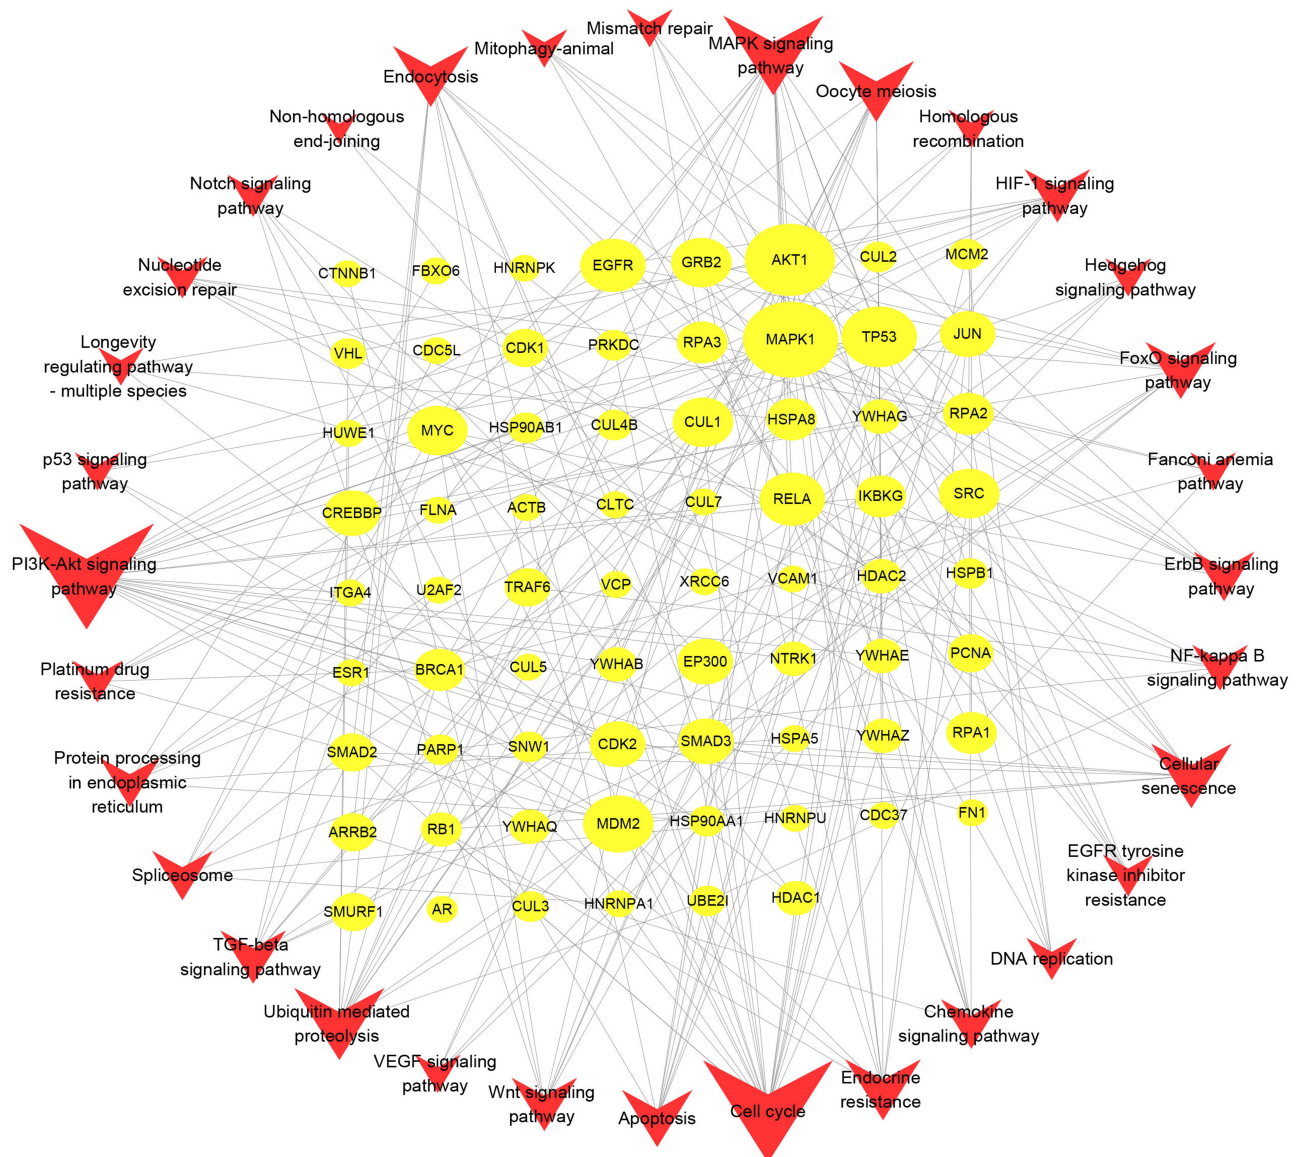 Mismatch repair
Mitophagy-animal
MAPK signaling
pathway
Endocytosis
Oocyte meiosis
Non-homologous
end-joining
Homologous
recombination
Notch signaling
pathway
HIF-1 signaling
pathway
Nucleotide
excision repair
Hedgehog
signaling pathway
Longevity
regulating pathway
- multiple species
FoxO signaling
pathway
p53 signaling
pathway
Fanconi anemia
pathway
PI3K-Akt signaling
pathway
ErbB signaling
pathway
Platinum drug
resistance
NF-kappa B
signaling pathway
Protein processing
in endoplasmic
reticulum
Cellular
senescence
Spliceosome
EGFR tyrosine
kinase inhibitor
resistance
TGF-beta
signaling pathway
DNA replication
Ubiquitin mediated
proteolysis
Chemokine
signaling pathway
VEGF signaling
pathway
Wnt signaling
pathway
Apoptosis
Cell cycle
Endocrine
resistance
CTNNB1
FBXO6
HNRNPK
EGFR
GRB2
AKT1
CUL2
MCM2
VHL
CDC5L
CDK1
PRKDC
RPA3
MAPK1
TP53
JUN
HUWE1
MYC
HSP90AB1
CUL4B
CUL1
HSPA8
YWHAG
RPA2
CREBBP
FLNA
ACTB
CLTC
CUL7
RELA
IKBKG
SRC
ITGA4
U2AF2
TRAF6
VCP
XRCC6
VCAM1
HDAC2
HSPB1
ESR1
BRCA1
CUL5
YWHAB
EP300
NTRK1
YWHAE
PCNA
SMAD2
PARP1
SNW1
CDK2
SMAD3
HSPA5
YWHAZ
RPA1
ARRB2
RB1
YWHAQ
MDM2
HSP90AA1
HNRNPU
CDC37
FN1
SMURF1
AR
CUL3
HNRNPA1
UBE2I
HDAC1